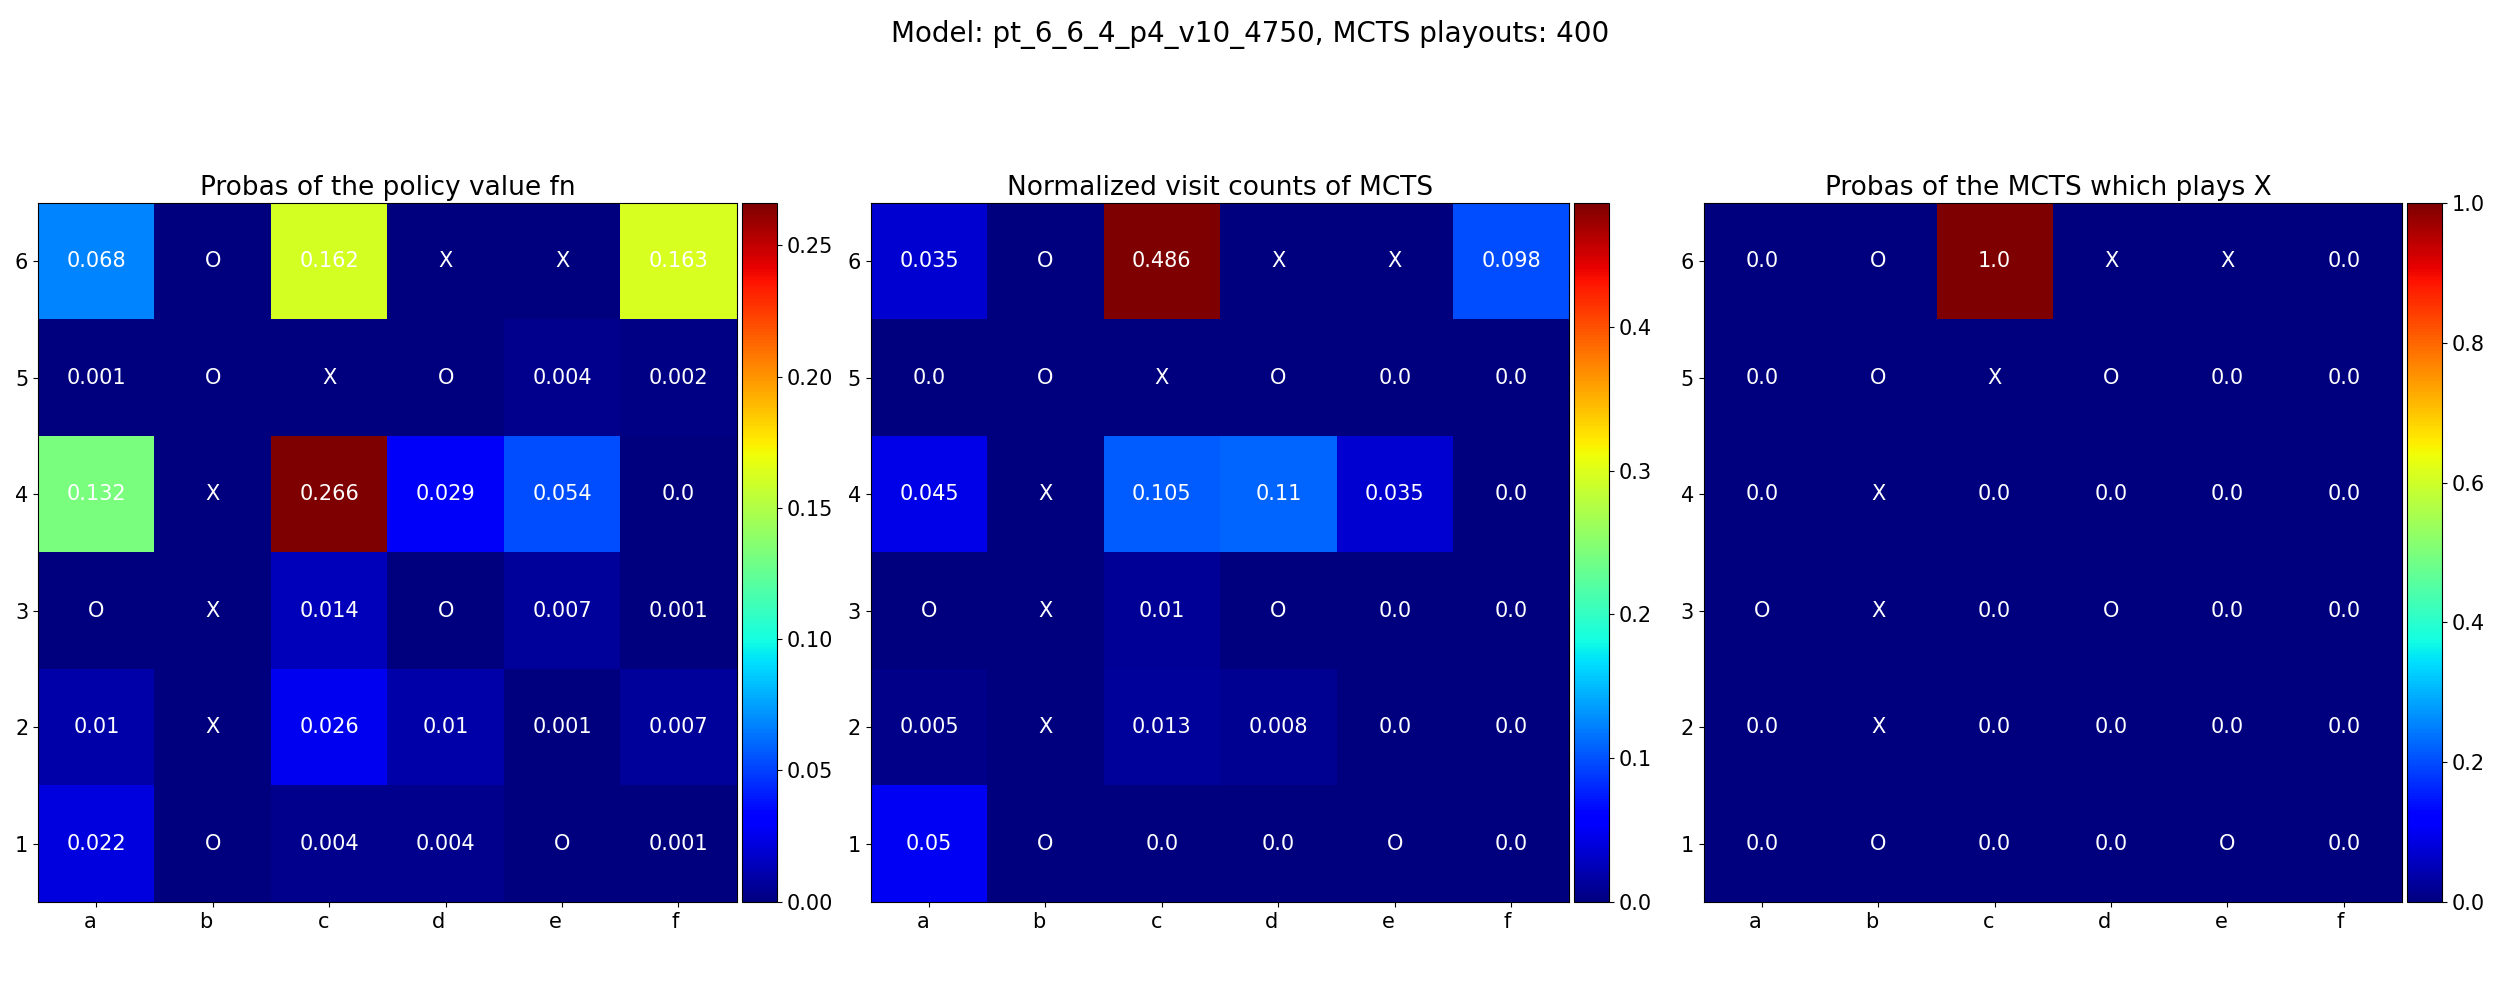 Model: pt_6_6_4_p4_v10_4750, MCTS playouts: 400
Probas of the policy value fn
6 0.068 O 0.162 X X 0.163
5 0.001 O X O 0.004 0.002
4 0.132 X 0.266 0.029 0.054 0.0
3 O X 0.014 O 0.007 0.001
2 0.01 X 0.026 0.01 0.001 0.007
1 0.022 O 0.004 0.004 O 0.001
a b c d e f
0.25
0.20
0.15
0.10
0.05
0.00
Normalized visit counts of MCTS
6 0.035 O 0.486 X X 0.098
5 0.0 O X O 0.0 0.0
4 0.045 X 0.105 0.11 0.035 0.0
3 O X 0.01 O 0.0 0.0
2 0.005 X 0.013 0.008 0.0 0.0
1 0.05 O 0.0 0.0 O 0.0
a b c d e f
0.4
0.3
0.2
0.1
0.0
Probas of the MCTS which plays X
6 0.0 O 1.0 X X 0.0
5 0.0 O X O 0.0 0.0
4 0.0 X 0.0 0.0 0.0 0.0
3 O X 0.0 O 0.0 0.0
2 0.0 X 0.0 0.0 0.0 0.0
1 0.0 O 0.0 0.0 O 0.0
a b c d e f
1.0
0.8
0.6
0.4
0.2
0.0